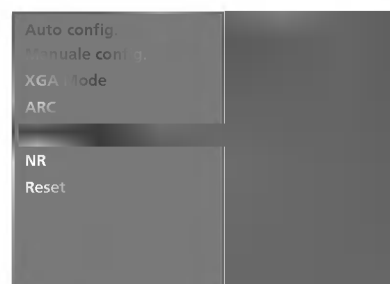 Auto config.
Manuale config.
XGA Mode
ARC
NR
Reset